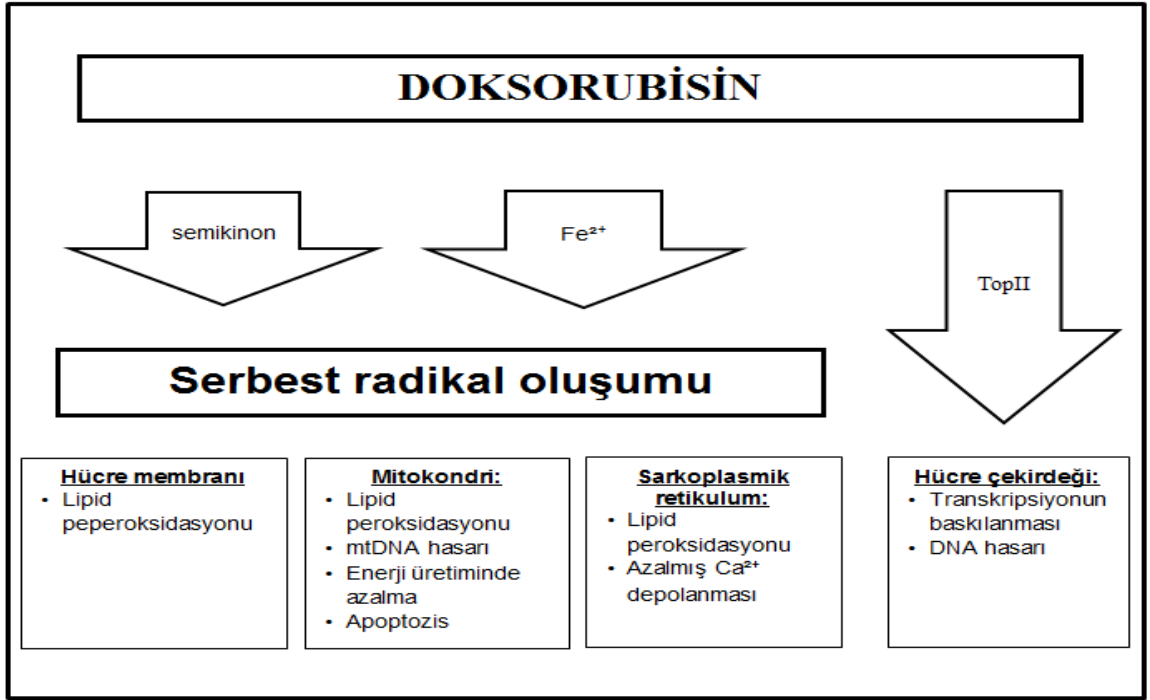 DOKSORUBİSİN
semikinon
Fe²⁺
TopII
Serbest radikal oluşumu
Hücre membranı
• Lipid
peperoksidasyonu
Mitokondri:
• Lipid
peroksidasyonu
• mtDNA hasarı
• Enerji üretiminde
azalma
• Apoptozis
Sarkoplasmik
retikulum:
• Lipid
peroksidasyonu
• Azalmış Ca²⁺
depolanması
Hücre çekirdeği:
• Transkripsiyonun
baskılanması
• DNA hasarı